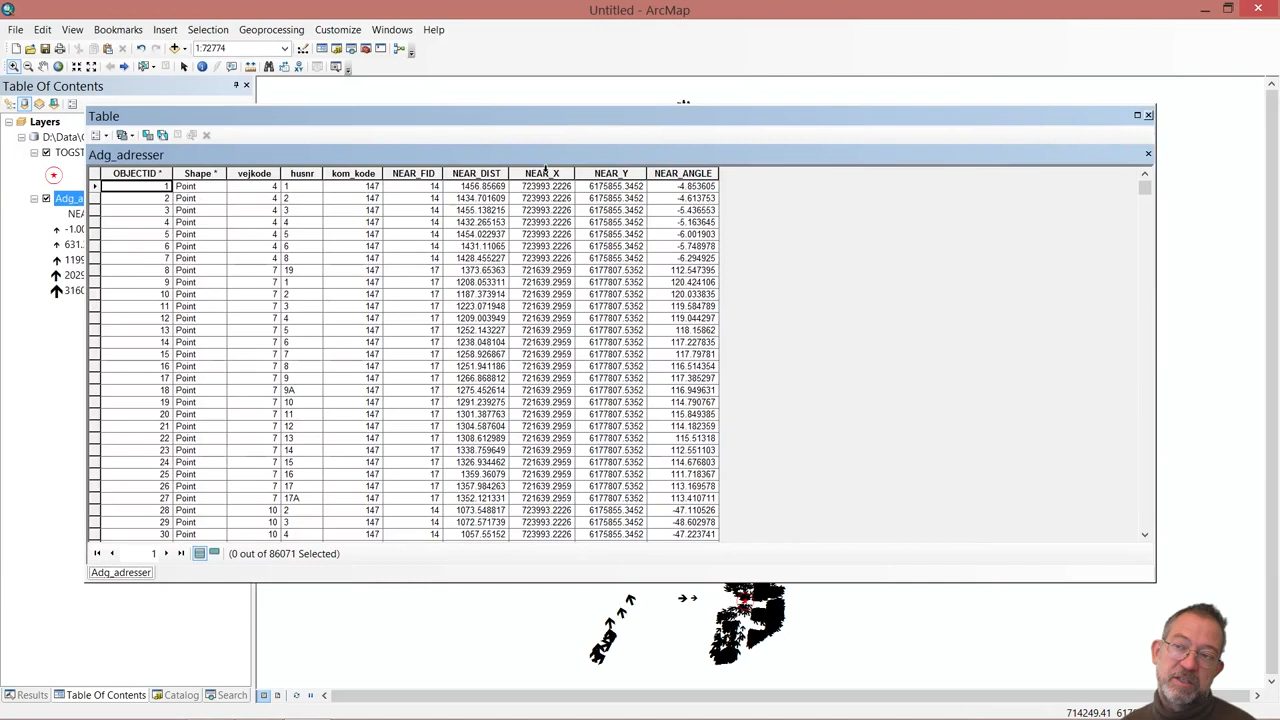 Untitled - ArcMap
File Edit View Bookmarks Insert Selection Geoprocessing Customize Windows Help
1:72774
Table Of Contents
Layers
D:\Data\
TOGST
Adg_a
NE
-1.00
631.
1199
2029
3160
Table
Adg_adresser
OBJECTID * Shape * vejkode husnr kom_kode NEAR_FID NEAR_DIST NEAR_X NEAR_Y NEAR_ANGLE
1 Point 4 1 147 14 1456.85669 723993.2226 6175855.3452 -4.853605
2 Point 4 2 147 14 1434.701609 723993.2226 6175855.3452 -4.613753
3 Point 4 3 147 14 1455.138215 723993.2226 6175855.3452 -5.436553
4 Point 4 4 147 14 1432.265153 723993.2226 6175855.3452 -5.163645
5 Point 4 5 147 14 1454.022937 723993.2226 6175855.3452 -6.001903
6 Point 4 6 147 14 1431.11065 723993.2226 6175855.3452 -5.748978
7 Point 4 8 147 14 1428.455227 723993.2226 6175855.3452 -6.294925
8 Point 7 19 147 17 1373.65363 721639.2959 6177807.5352 112.547395
9 Point 7 1 147 17 1208.053311 721639.2959 6177807.5352 120.424106
10 Point 7 2 147 17 1187.373914 721639.2959 6177807.5352 120.033835
11 Point 7 3 147 17 1223.071948 721639.2959 6177807.5352 119.584789
12 Point 7 4 147 17 1209.003949 721639.2959 6177807.5352 119.044297
13 Point 7 5 147 17 1252.143227 721639.2959 6177807.5352 118.15862
14 Point 7 6 147 17 1238.048104 721639.2959 6177807.5352 117.227835
15 Point 7 7 147 17 1258.926867 721639.2959 6177807.5352 117.79781
16 Point 7 8 147 17 1251.941186 721639.2959 6177807.5352 116.514354
17 Point 7 9 147 17 1266.868812 721639.2959 6177807.5352 117.385297
18 Point 7 9A 147 17 1275.452614 721639.2959 6177807.5352 116.949631
19 Point 7 10 147 17 1291.239275 721639.2959 6177807.5352 114.790767
20 Point 7 11 147 17 1301.387763 721639.2959 6177807.5352 115.849385
21 Point 7 12 147 17 1304.587604 721639.2959 6177807.5352 114.182359
22 Point 7 13 147 17 1308.612989 721639.2959 6177807.5352 115.51318
23 Point 7 14 147 17 1338.759649 721639.2959 6177807.5352 112.551103
24 Point 7 15 147 17 1326.934462 721639.2959 6177807.5352 114.676803
25 Point 7 16 147 17 1359.36079 721639.2959 6177807.5352 111.718367
26 Point 7 17 147 17 1357.984263 721639.2959 6177807.5352 113.169578
27 Point 7 17A 147 17 1352.121331 721639.2959 6177807.5352 113.410711
28 Point 10 2 147 14 1073.548817 723993.2226 6175855.3452 -47.110526
29 Point 10 3 147 14 1072.571739 723993.2226 6175855.3452 -48.602978
30 Point 10 4 147 14 1057.55152 723993.2226 6175855.3452 -47.223741
1 (0 out of 86071 Selected)
Adg_adresser
Results Table Of Contents Catalog Search
714249.41 617